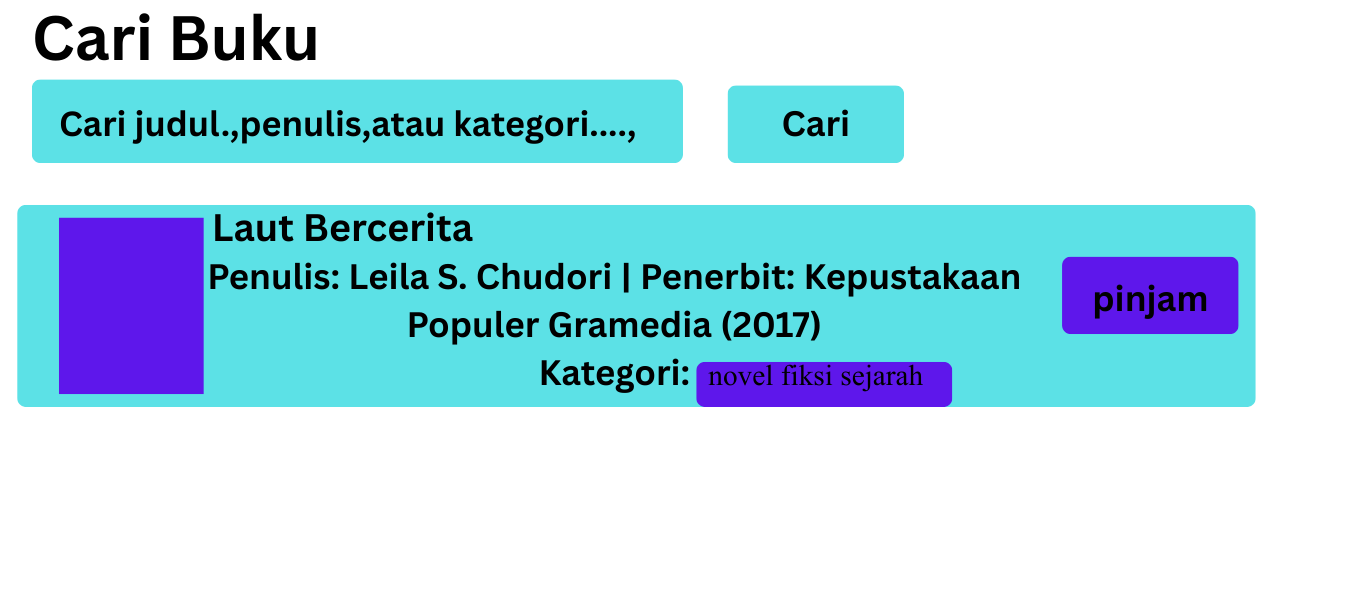 Cari Buku
Cari judul.,penulis,atau kategori....,
Cari
Laut Bercerita
Penulis: Leila S. Chudori | Penerbit: Kepustakaan
Populer Gramedia (2017)
pinjam
Kategori: novel fiksi sejarah